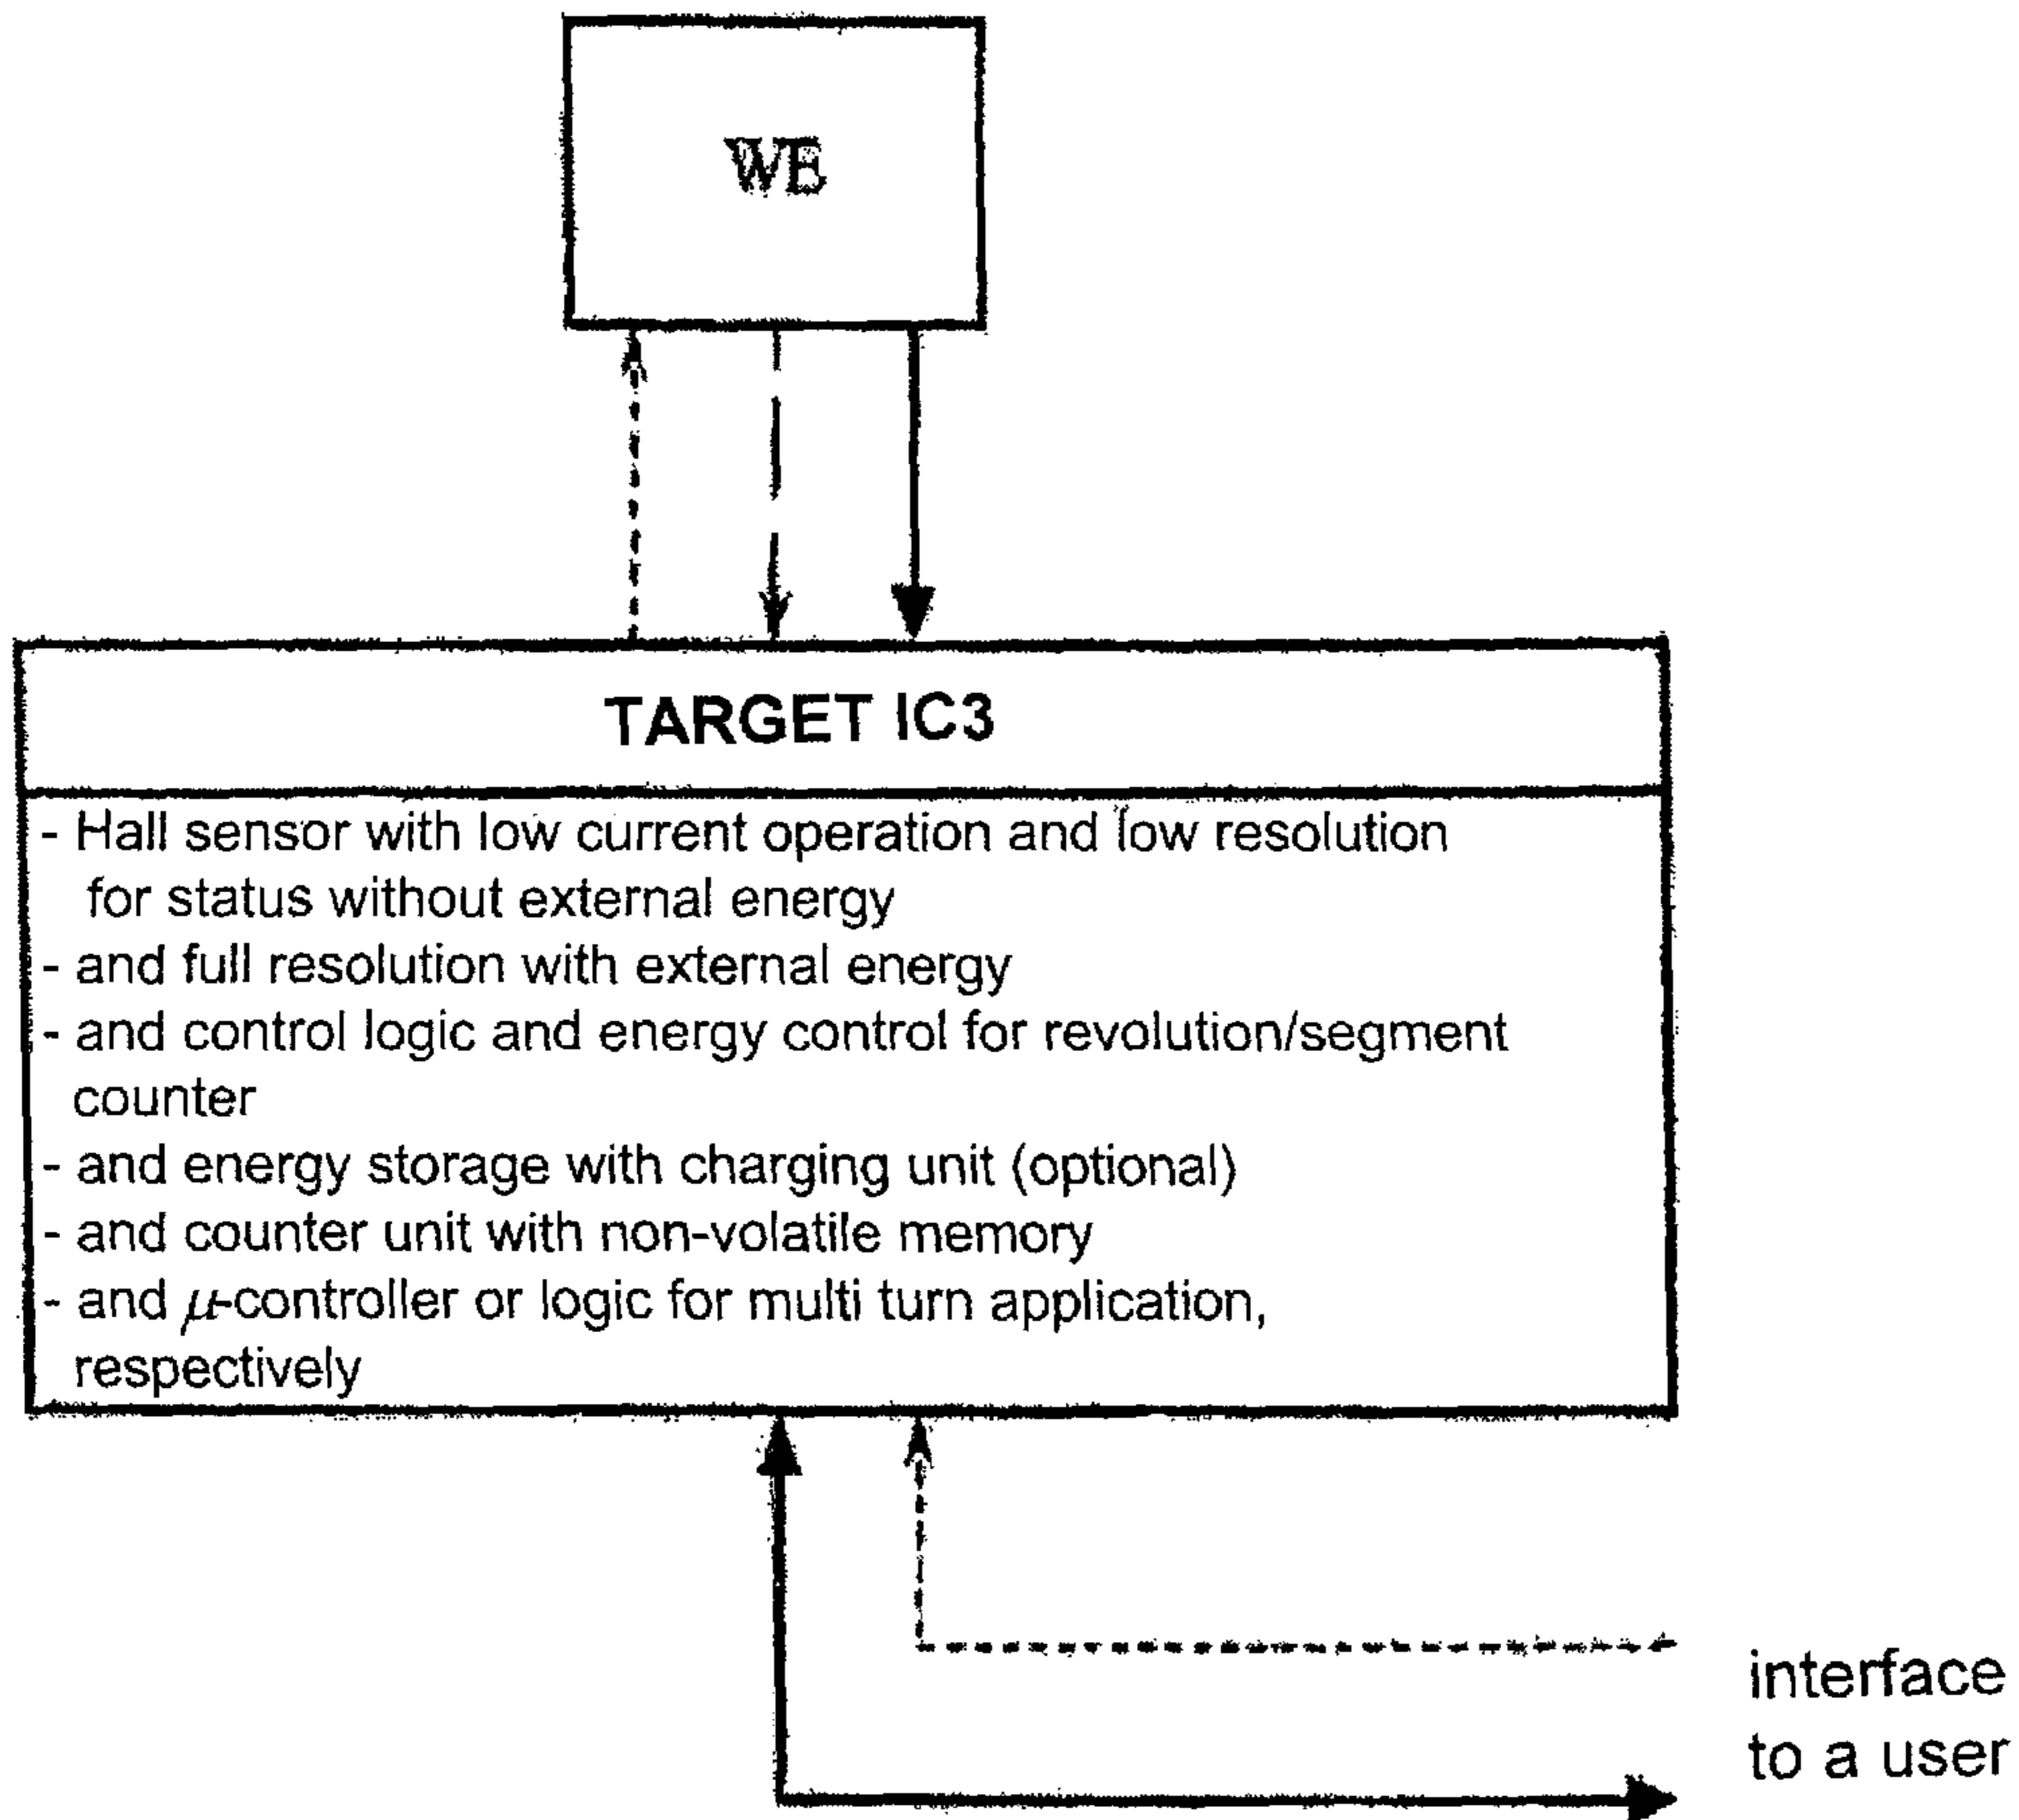 WE
TARGET IC3
- Hall sensor with low current operation and low resolution
for status without external energy
- and full resolution with external energy
- and control logic and energy control for revolution/segment
counter
- and energy storage with charging unit (optional)
- and counter unit with non-volatile memory
- and μ-controller or logic for multi turn application,
respectively
interface
to a user